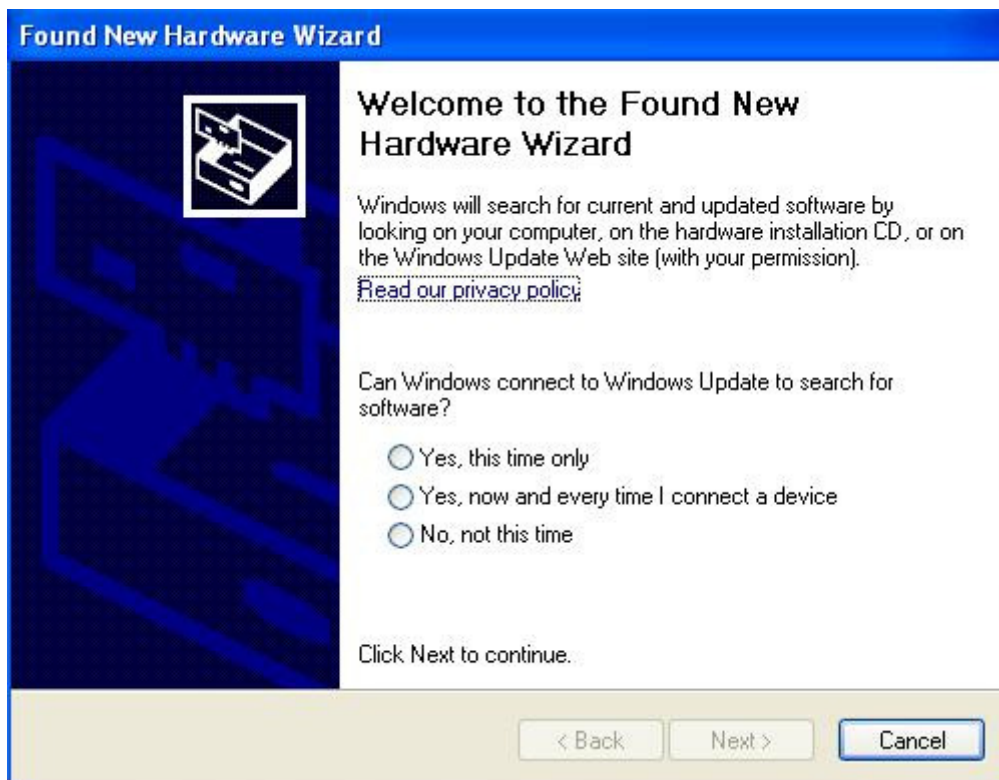 Found New Hardware Wizard
Welcome to the Found New
Hardware Wizard
Windows will search for current and updated software by
looking on your computer, on the hardware installation CD, or on
the Windows Update Web site (with your permission).
Read our privacy policy
Can Windows connect to Windows Update to search for
software?
Yes, this time only
Yes, now and every time I connect a device
No, not this time
Click Next to continue.
< Back Next > Cancel